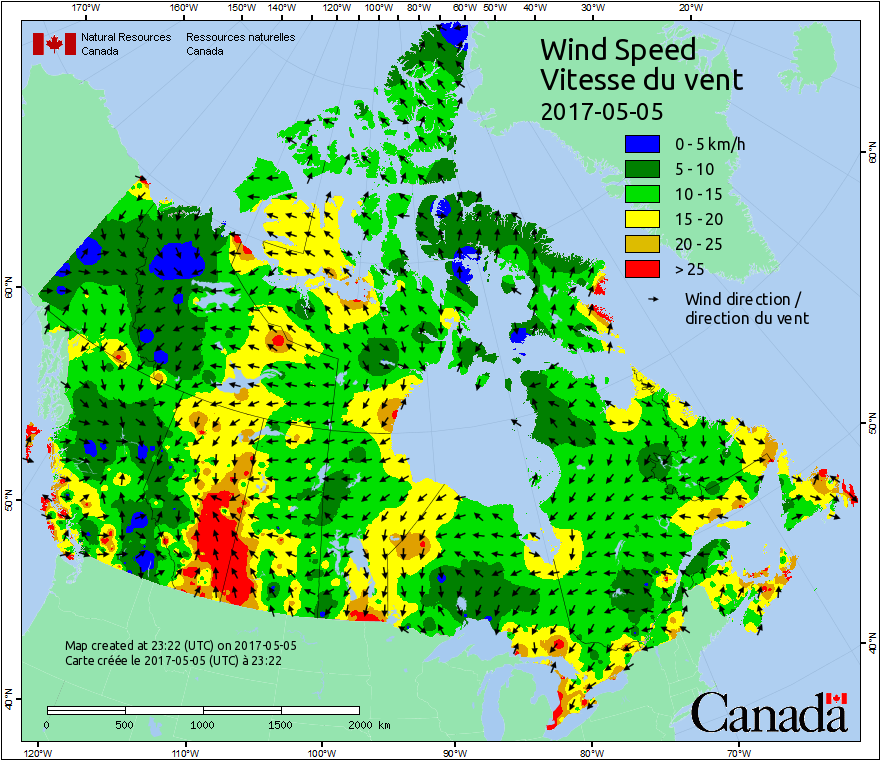 170°W 160°W 150°W 140°W 130°W 120°W 110°W 100°W 90°W 80°W 60°W 50°W 40°W 30°W 20°W
Natural Resources Canada
Ressources naturelles Canada
Wind Speed
Vitesse du vent
2017-05-05
0 - 5 km/h
5 - 10
10 - 15
15 - 20
20 - 25
> 25
Wind direction /
direction du vent
60°N
60°N
50°N
50°N
40°N
40°N
Map created at 23:22 (UTC) on 2017-05-05
Carte créée le 2017-05-05 (UTC) à 23:22
0 500 1000 1500 2000 km
Canada
120°W 110°W 100°W 90°W 80°W 70°W